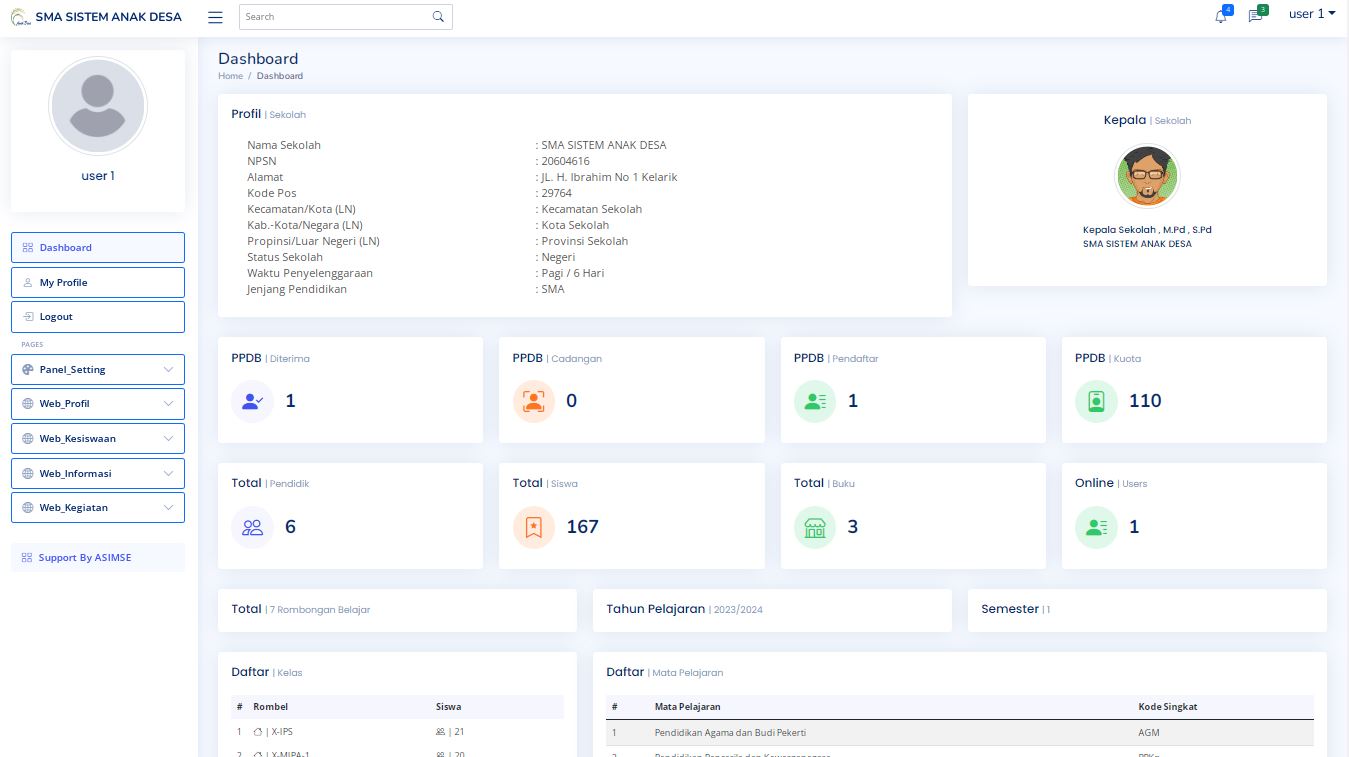 SMA SISTEM ANAK DESA
Search
4
3
user 1
user 1
Dashboard
My Profile
Logout
PAGES
Panel_Setting
Web_Profil
Web_Kesiswaan
Web_Informasi
Web_Kegiatan
Support By ASIMSE
Dashboard
Home / Dashboard
Profil | Sekolah
Nama Sekolah : SMA SISTEM ANAK DESA
NPSN : 20604616
Alamat : JL. H. Ibrahim No 1 Kelarik
Kode Pos : 29764
Kecamatan/Kota (LN) : Kecamatan Sekolah
Kab.-Kota/Negara (LN) : Kota Sekolah
Propinsi/Luar Negeri (LN) : Provinsi Sekolah
Status Sekolah : Negeri
Waktu Penyelenggaraan : Pagi / 6 Hari
Jenjang Pendidikan : SMA
Kepala | Sekolah
Kepala Sekolah , M.Pd , S.Pd
SMA SISTEM ANAK DESA
PPDB | Diterima
1
PPDB | Cadangan
0
PPDB | Pendaftar
1
PPDB | Kuota
110
Total | Pendidik
6
Total | Siswa
167
Total | Buku
3
Online | Users
1
Total | 7 Rombongan Belajar
Tahun Pelajaran | 2023/2024
Semester | 1
Daftar | Kelas
# Rombel Siswa
1 | X-IPS | 21
2 | X-MIPA-1 | 20
Daftar | Mata Pelajaran
# Mata Pelajaran Kode Singkat
1 Pendidikan Agama dan Budi Pekerti AGM
2 Pendidikan Pancasila dan Kewarganegaraan PPKn